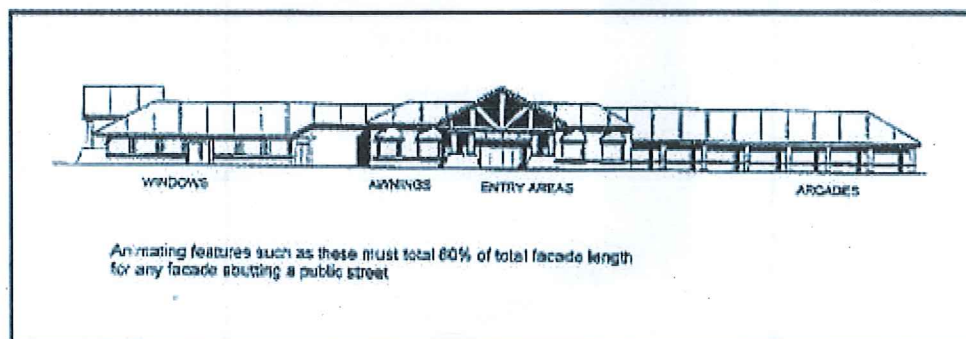 WINDOWS AWNINGS ENTRY AREAS ARCADES
Animating features such as these must total 60% of total facade length
for any facade abutting a public street